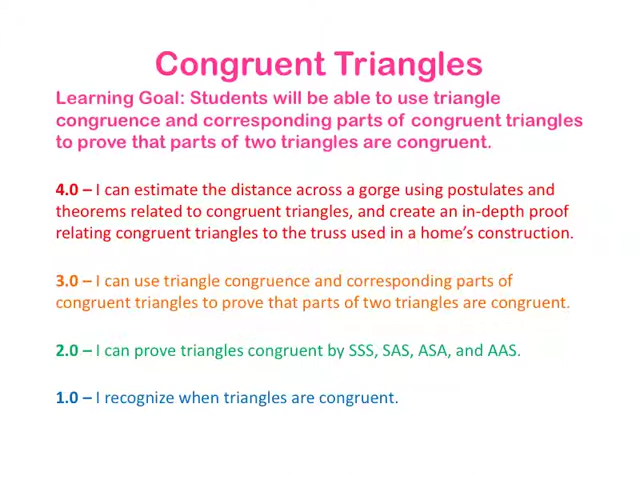 Congruent Triangles
Learning Goal: Students will be able to use triangle
congruence and corresponding parts of congruent triangles
to prove that parts of two triangles are congruent.
4.0 – I can estimate the distance across a gorge using postulates and
theorems related to congruent triangles, and create an in-depth proof
relating congruent triangles to the truss used in a home's construction.
3.0 – I can use triangle congruence and corresponding parts of
congruent triangles to prove that parts of two triangles are congruent.
2.0 – I can prove triangles congruent by SSS, SAS, ASA, and AAS.
1.0 – I recognize when triangles are congruent.